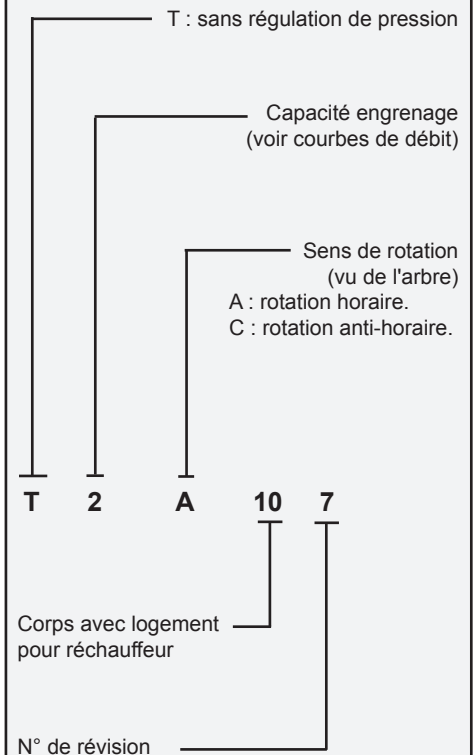 T : sans régulation de pression
Capacité engrenage
(voir courbes de débit)
Sens de rotation
(vu de l'arbre)
A : rotation horaire.
C : rotation anti-horaire.
T 2 A 10 7
Corps avec logement
pour réchauffeur
N° de révision